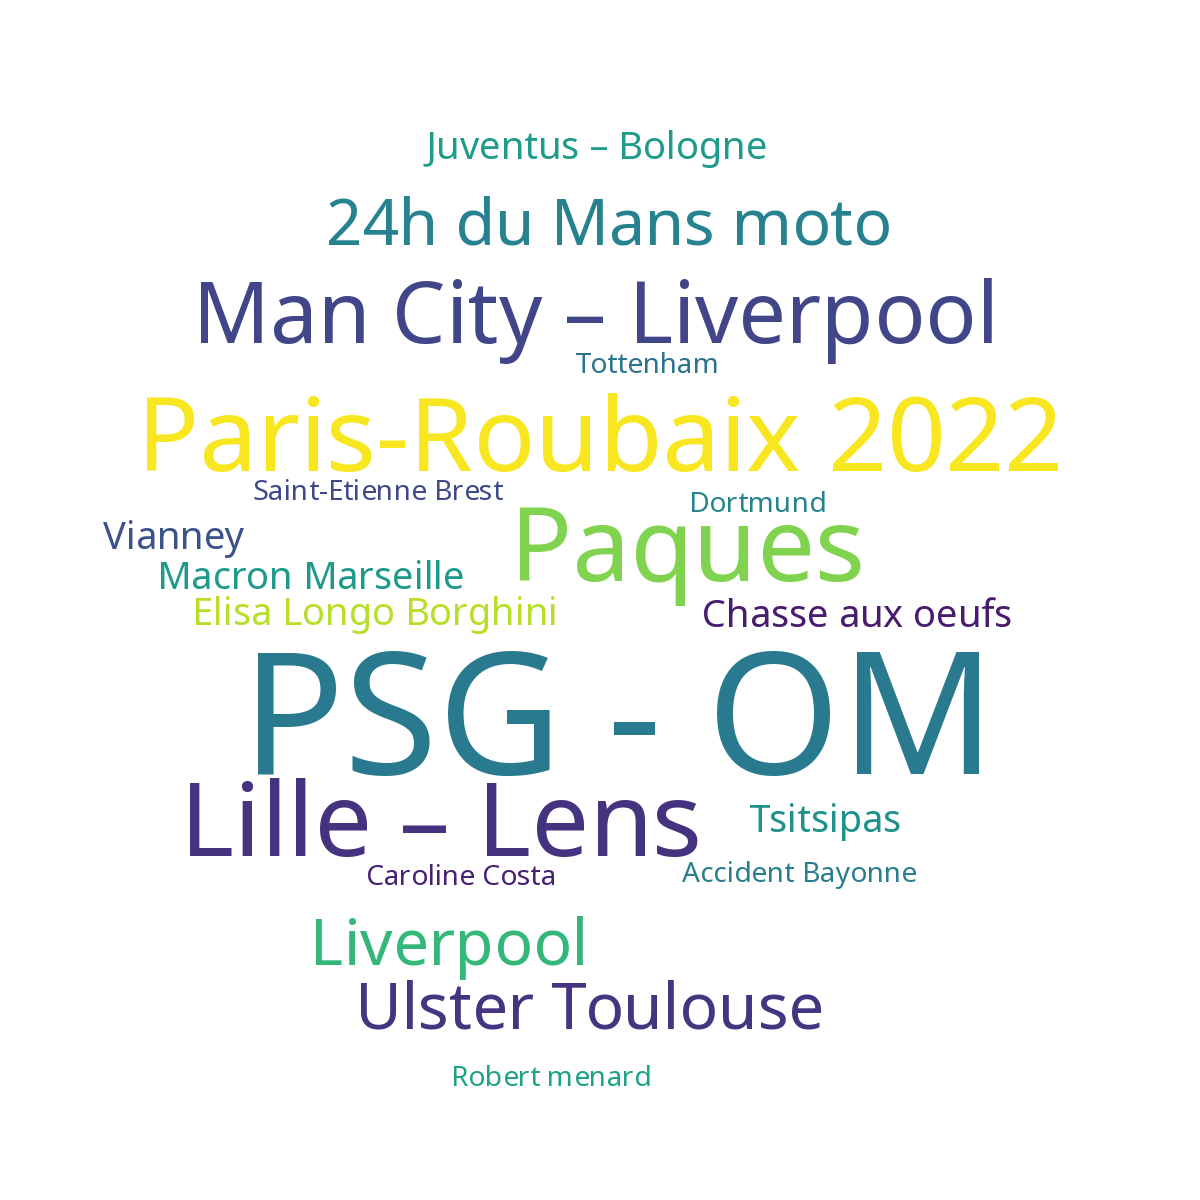 Juventus – Bologne
24h du Mans moto
Man City – Liverpool
Tottenham
Paris-Roubaix 2022
Saint-Etienne Brest
Dortmund
Vianney
Paques
Macron Marseille
Elisa Longo Borghini
Chasse aux oeufs
PSG - OM
Lille – Lens
Tsitsipas
Caroline Costa
Accident Bayonne
Liverpool
Ulster Toulouse
Robert menard